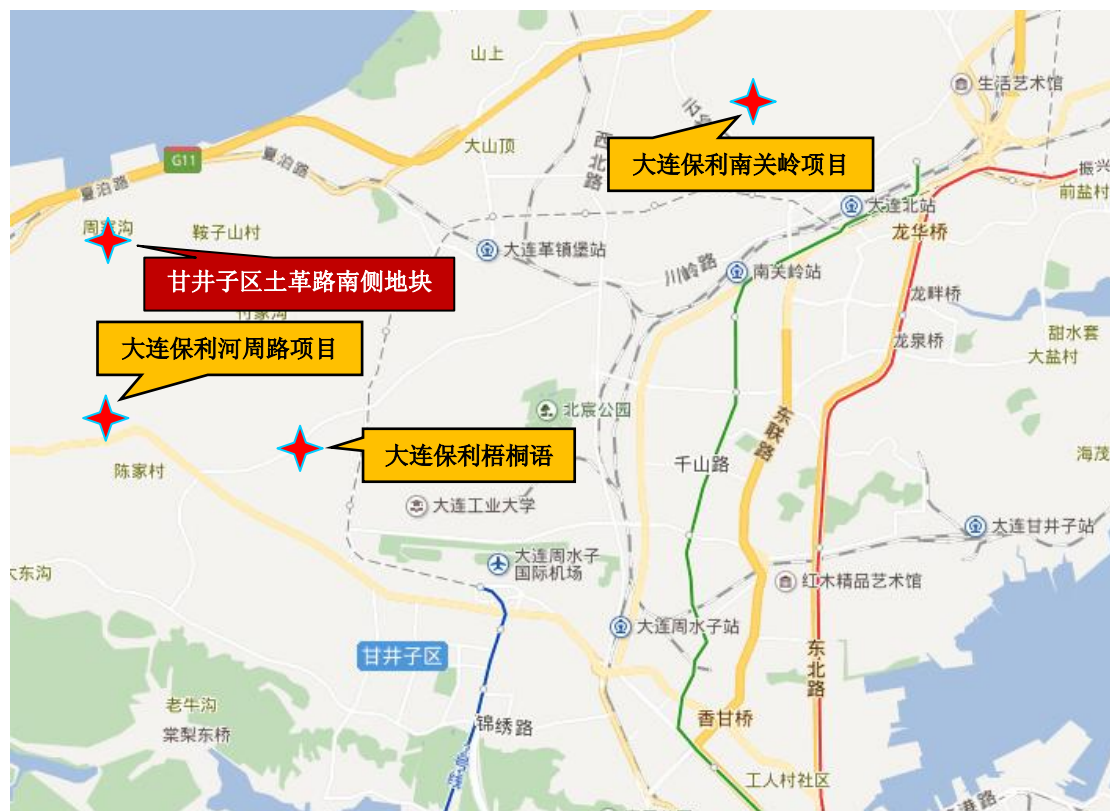 山上
生活艺术馆
大山顶
西北路
大连保利南关岭项目
G11
夏泊路
夏泊路
振兴
前盐村
大连北站
周家沟
鞍子山村
龙华桥
大连革镇堡站
川岭路
南关岭站
甘井子区土革路南侧地块
龙畔桥
大连保利河周路项目
龙泉桥
甜水套
大盐村
北宸公园
东联路
大连保利梧桐语
千山路
海茂
陈家村
大连工业大学
大连甘井子站
大连周水子
国际机场
大东沟
红木精品艺术馆
大连周水子站
甘井子区
东北路
老牛沟
锦绣路
香甘桥
棠梨东桥
1号线
工人村社区